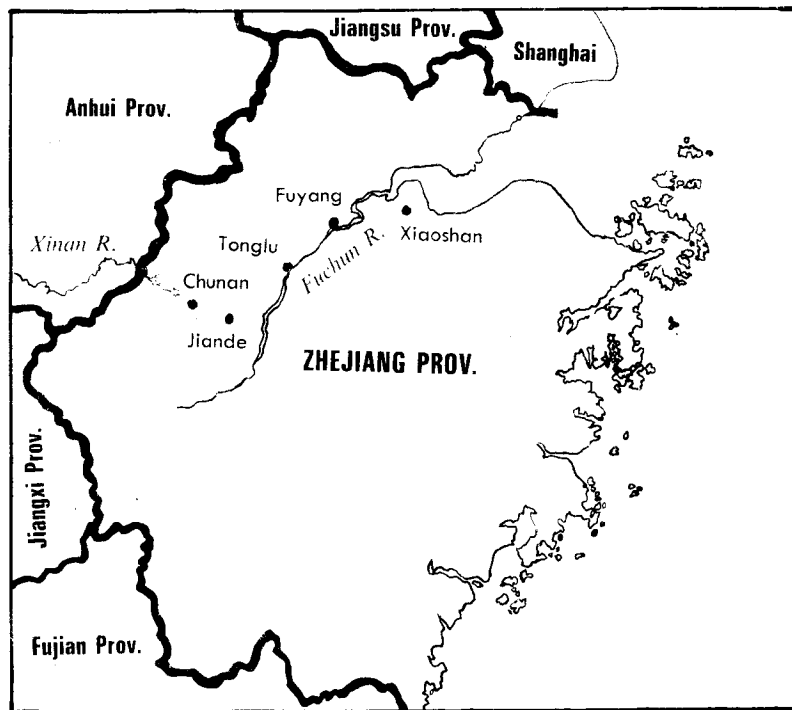 Jiangsu Prov.
Shanghai
Anhui Prov.
Fuyang
Xiaoshan
Xinan R.
Tonglu
Fuchun R.
Chunan
Jiande
ZHEJIANG PROV.
Jiangxi Prov.
Fujian Prov.